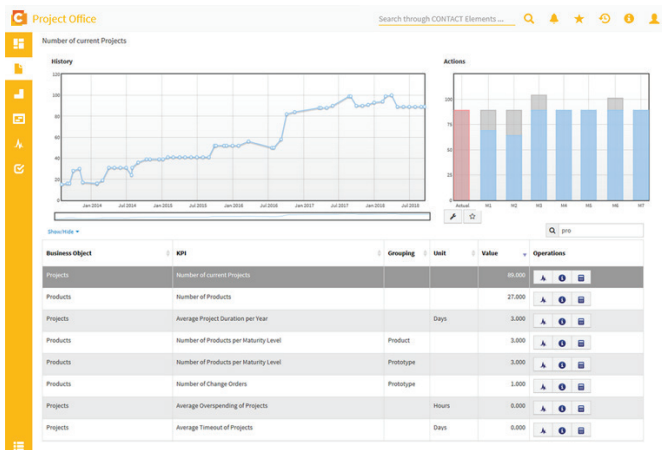 Project Office
Search through CONTACT Elements ...
Number of current Projects
History
Actions
120
100
80
60
40
20
0
Jan 2014 Jul 2014 Jan 2015 Jul 2015 Jan 2016 Jul 2016 Jan 2017 Jul 2017 Jan 2018 Jul 2018
100
75
50
25
0
Actual M1 M2 M3 M4 M5 M6 M7
Show/Hide
pro
Business Object KPI Grouping Unit Value Operations
Projects Number of current Projects 89.000
Products Number of Products 27.000
Projects Average Project Duration per Year Days 3.000
Products Number of Products per Maturity Level Product 3.000
Products Number of Products per Maturity Level Prototype 3.000
Products Number of Change Orders Prototype 1.000
Projects Average Overspending of Projects Hours 0.000
Projects Average Timeout of Projects Days 0.000